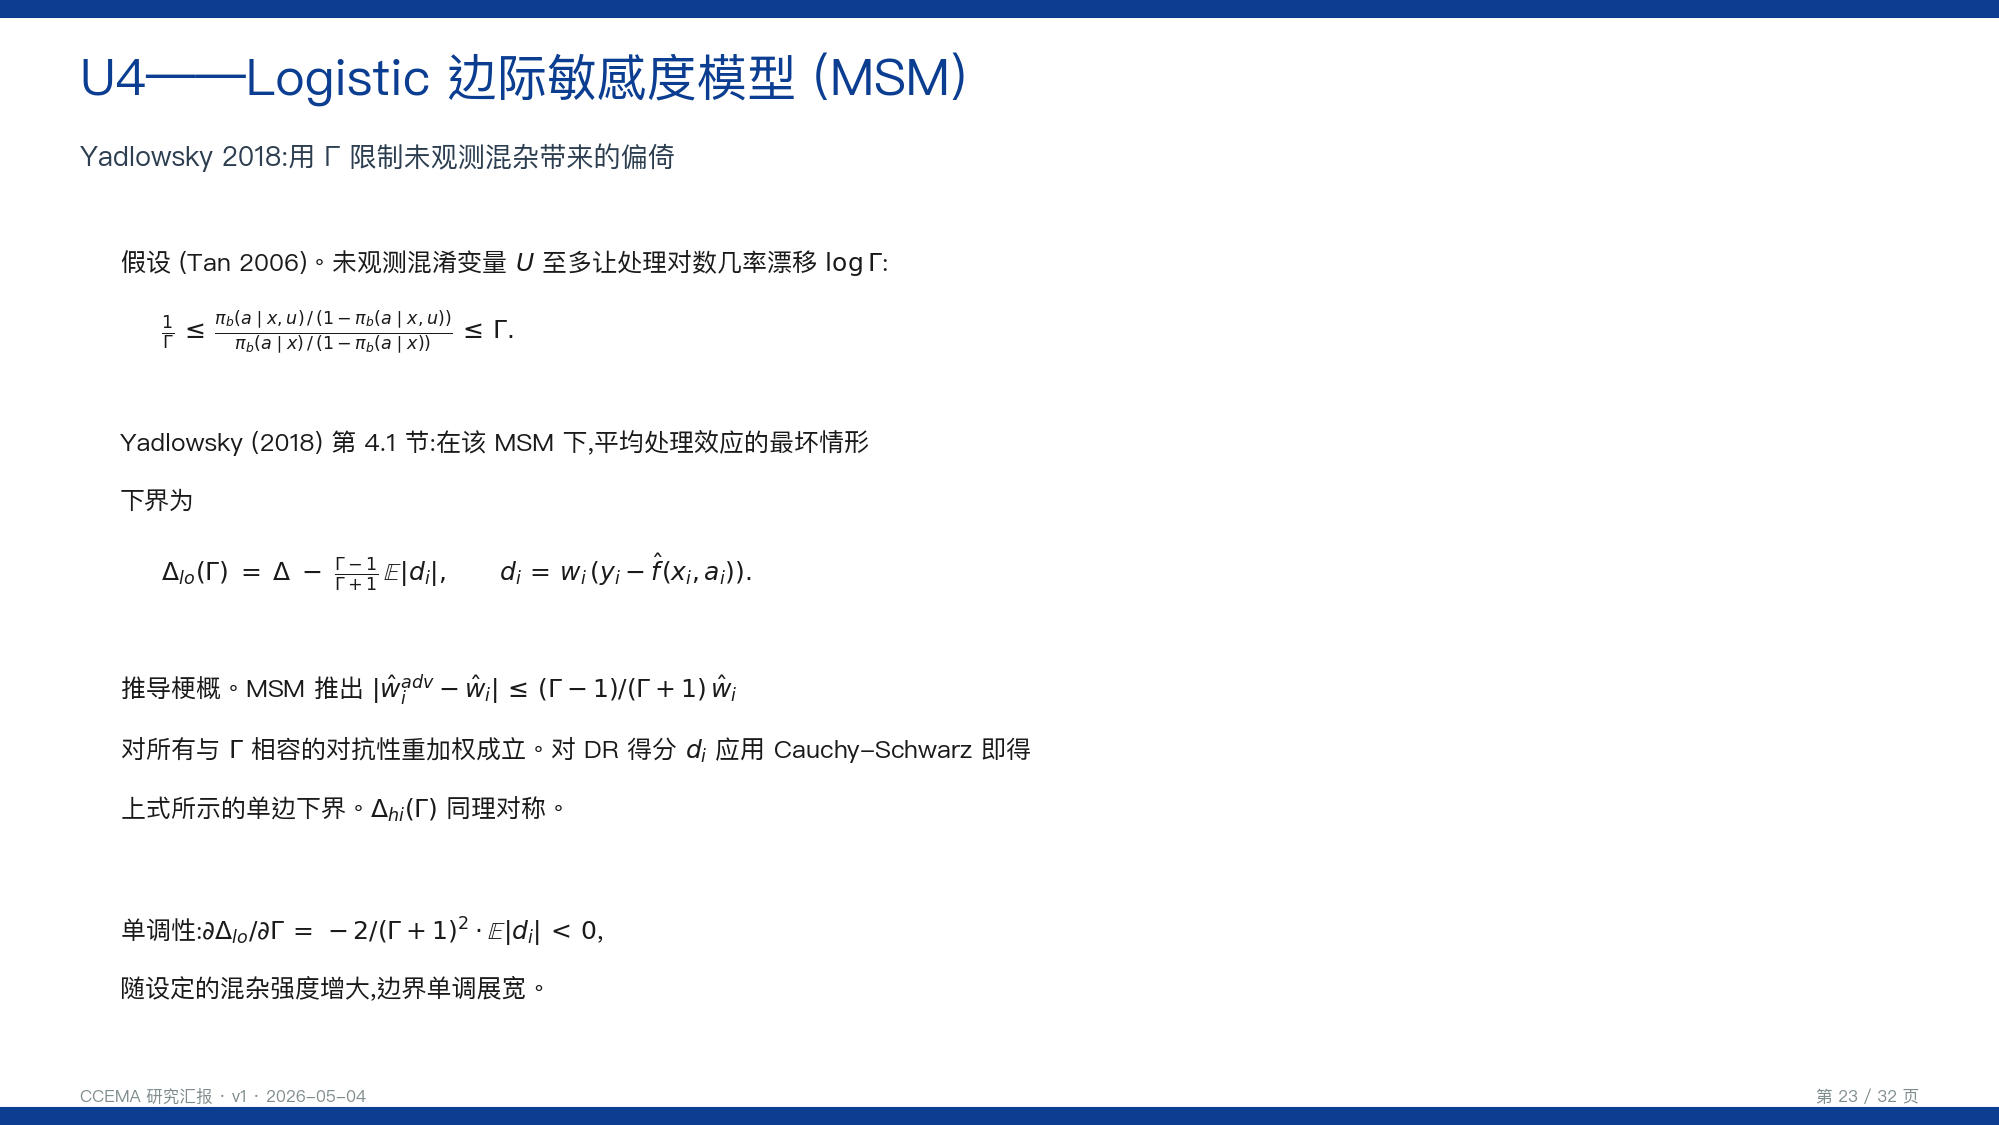 U4——Logistic 边际敏感度模型 (MSM)
Yadlowsky 2018:用 Γ 限制未观测混杂带来的偏倚
假设 (Tan 2006)。未观测混淆变量 U 至多让处理对数几率漂移 log Γ:
1/Γ ≤ π_b(a | x, u) / (1 − π_b(a | x, u)) / π_b(a | x) / (1 − π_b(a | x)) ≤ Γ.
Yadlowsky (2018) 第 4.1 节:在该 MSM 下,平均处理效应的最坏情形
下界为
Δ_lo(Γ) = Δ − (Γ − 1)/(Γ + 1) 𝔼|d_i|, d_i = w_i (y_i − f̂(x_i, a_i)).
推导梗概。MSM 推出 |ŵ_i^adv − ŵ_i| ≤ (Γ − 1)/(Γ + 1) ŵ_i
对所有与 Γ 相容的对抗性重加权成立。对 DR 得分 d_i 应用 Cauchy–Schwarz 即得
上式所示的单边下界。Δ_hi(Γ) 同理对称。
单调性:∂Δ_lo/∂Γ = − 2/(Γ + 1)² · 𝔼|d_i| < 0,
随设定的混杂强度增大,边界单调展宽。
CCEMA 研究汇报 · v1 · 2026–05–04
第 23 / 32 页